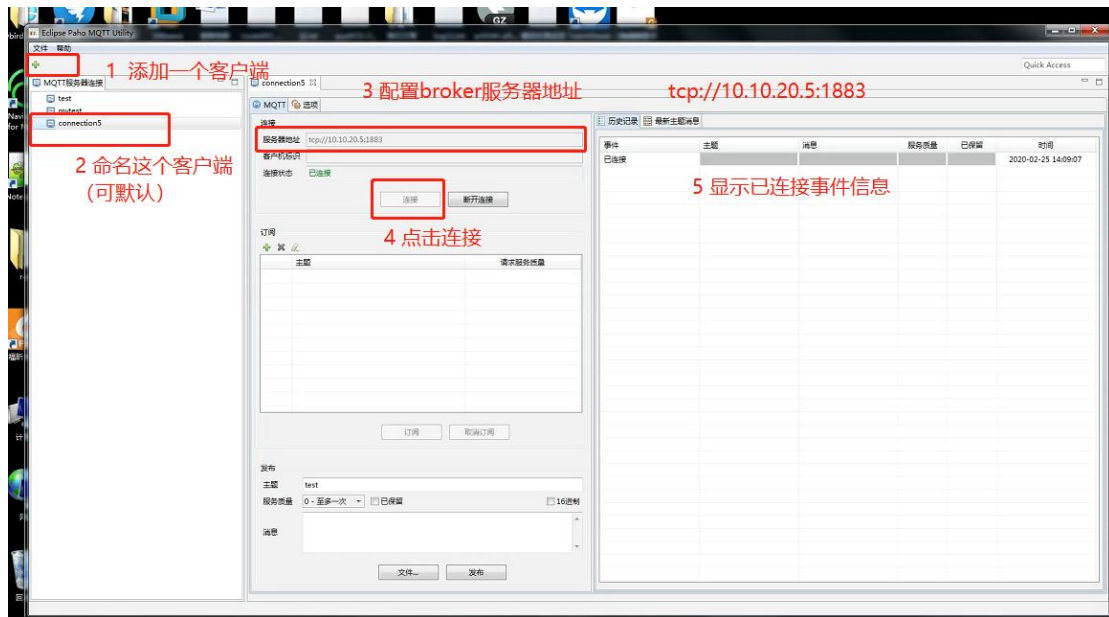 GZ
Eclipse Paho MQTT Utility
文件 帮助
1 添加一个客户端
Quick Access
MQTT服务器连接
test
mytest
connection5
2 命名这个客户端
（可默认）
connection5
3 配置broker服务器地址 tcp://10.10.20.5:1883
MQTT 选项
连接
服务器地址 tcp://10.10.20.5:1883
客户机标识
连接状态 已连接
连接 断开连接
4 点击连接
订阅
主题 请求服务质量
订阅 取消订阅
发布
主题 test
服务质量 0 - 至多一次 已保留 16进制
消息
文件... 发布
历史记录 最新主题消息
事件 主题 消息 服务质量 已保留 时间
已连接 2020-02-25 14:09:07
5 显示已连接事件信息